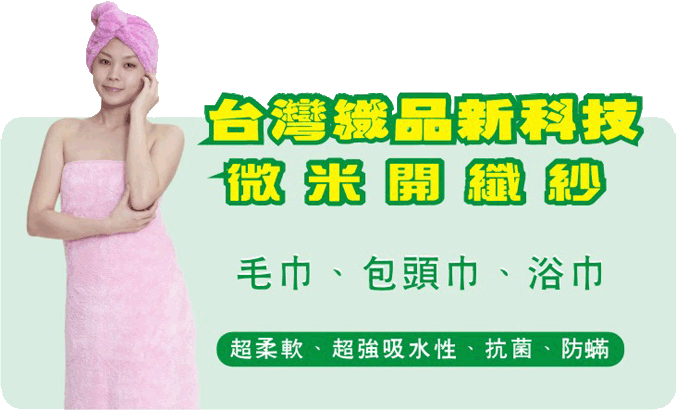 台灣織品新科技
微米開纖紗
毛巾、包頭巾、浴巾
超柔軟、超強吸水性、抗菌、防蟎